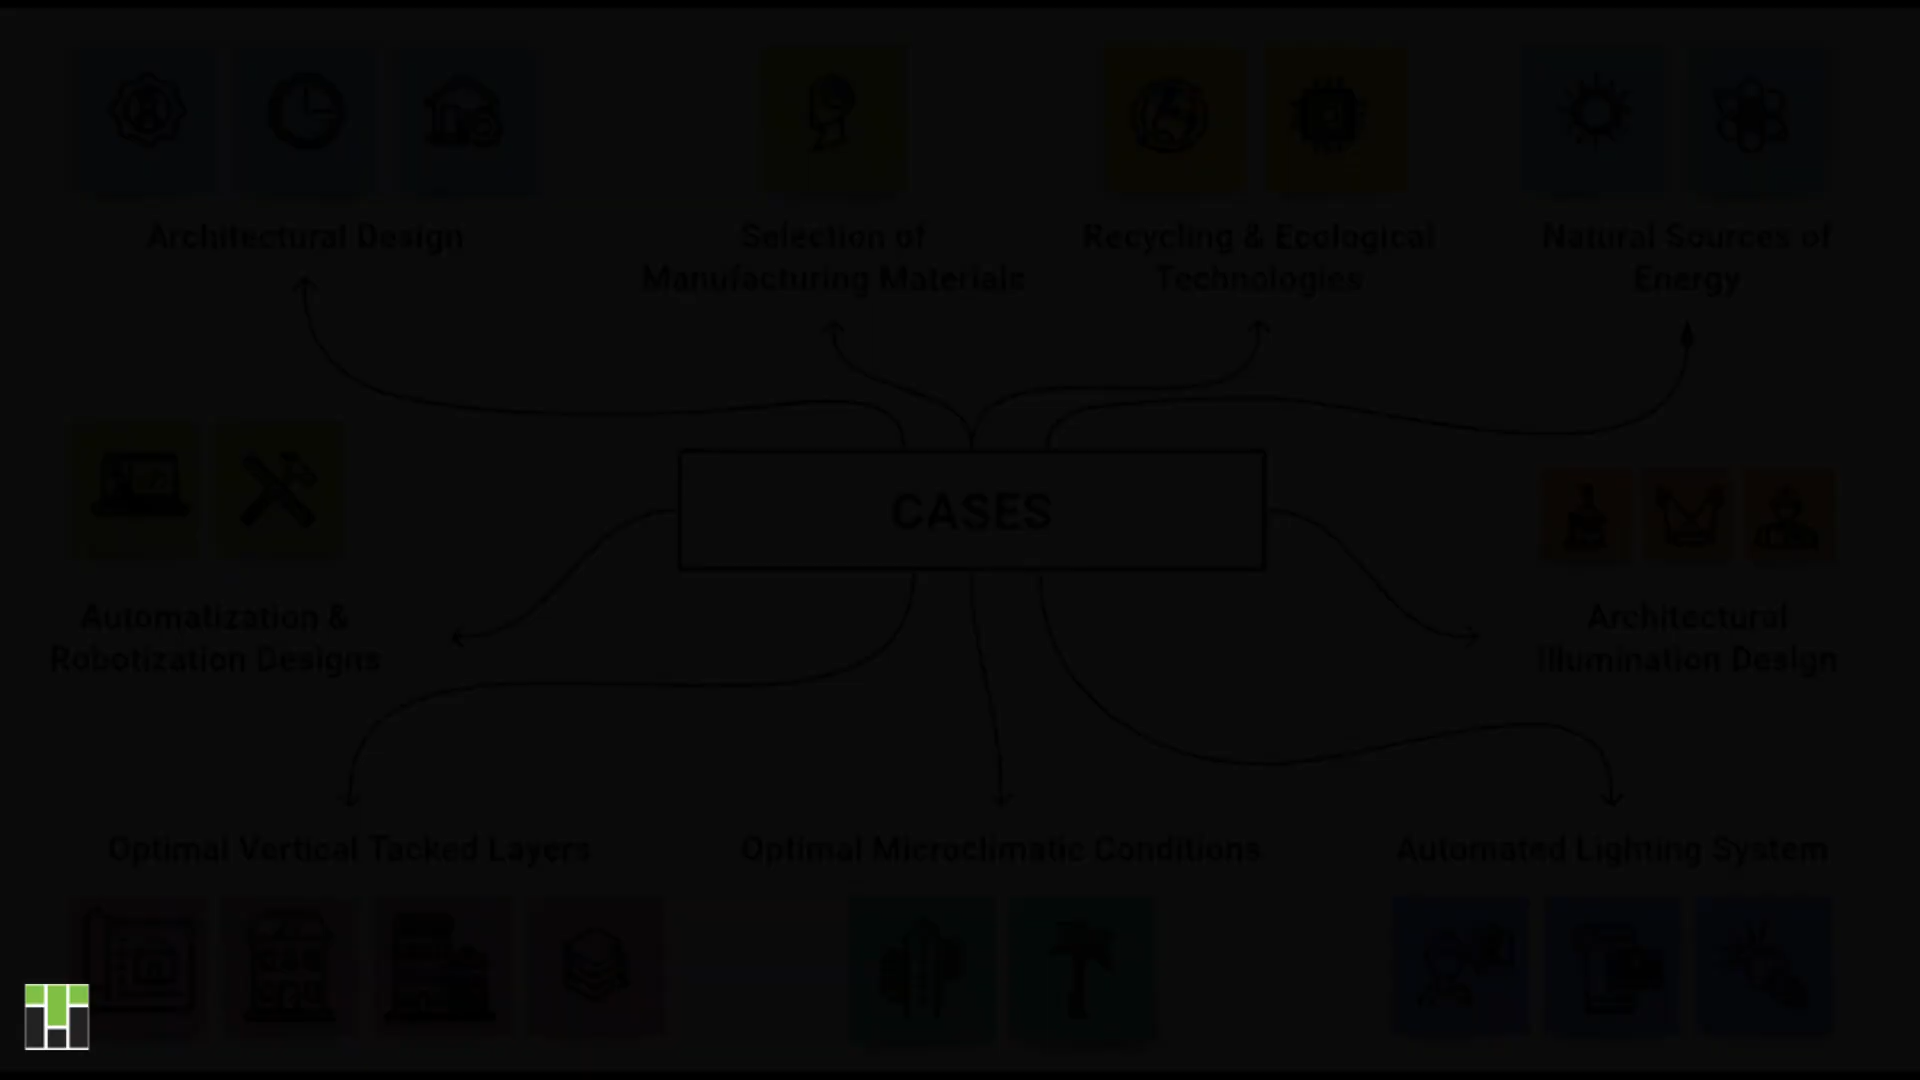 Architectural Design
Selection of
Manufacturing Materials
Recycling & Ecological
Technologies
Natural Sources of
Energy
CASES
Automatization &
Robotization Designs
Architectural
Illumination Design
Optimal Vertical Tacked Layers
Optimal Microclimatic Conditions
Automated Lighting System